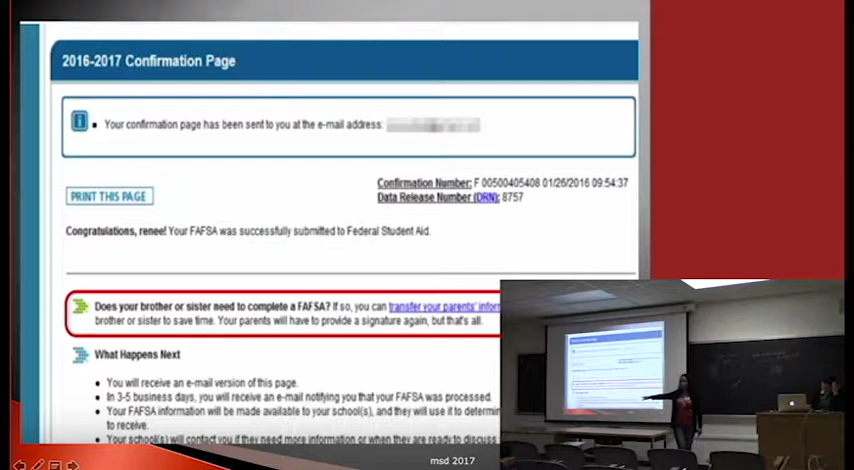 2016-2017 Confirmation Page
Your confirmation page has been sent to you at the e-mail address:
Confirmation Number: F 00500405408 01/26/2016 09:54:37
PRINT THIS PAGE
Data Release Number (DRN): 8757
Congratulations, renee! Your FAFSA was successfully submitted to Federal Student Aid.
Does your brother or sister need to complete a FAFSA? If so, you can transfer your parents'
brother or sister to save time. Your parents will have to provide a signature again, but that's all.
What Happens Next
You will receive an e-mail version of this page.
In 3-5 business days, you will receive an e-mail notifying you that your FAFSA was processed.
Your FAFSA information will be made available to your school(s), and they will use it to
to receive.
Your school(s) will contact you if they need more information or when they are ready to discuss
msd 2017